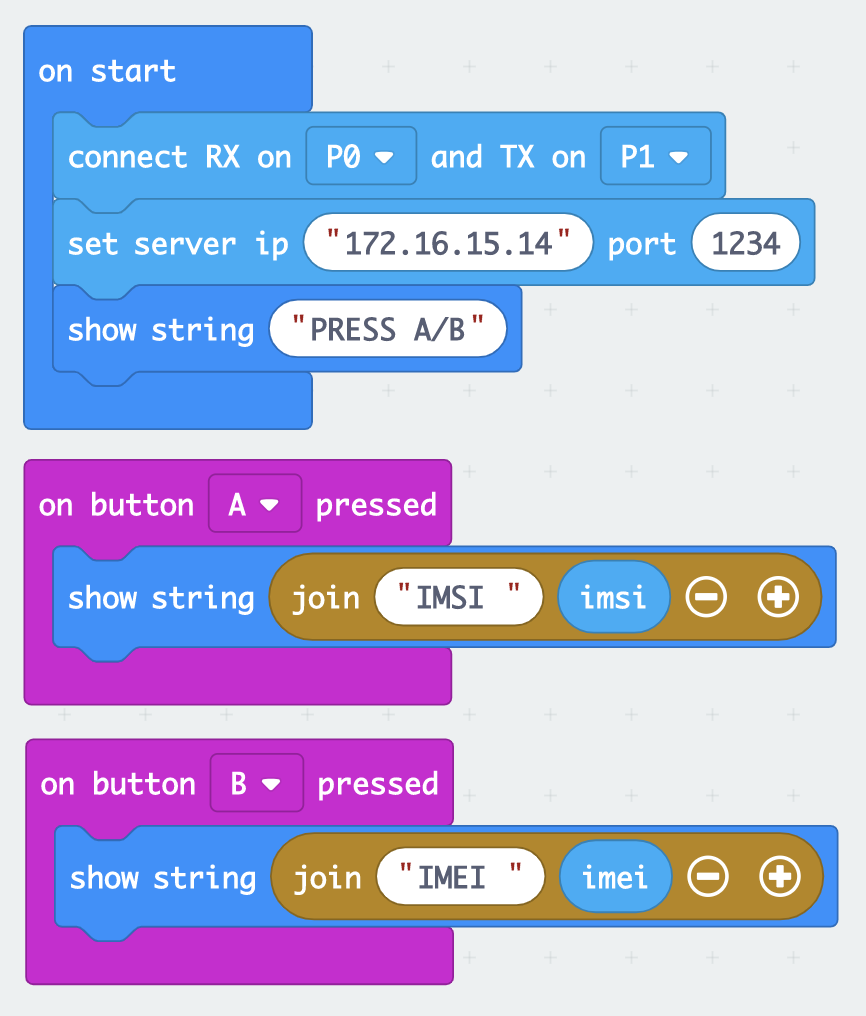 on start
connect RX on P0 and TX on P1
set server ip "172.16.15.14" port 1234
show string "PRESS A/B"
on button A pressed
show string join "IMSI " imsi
on button B pressed
show string join "IMEI " imei